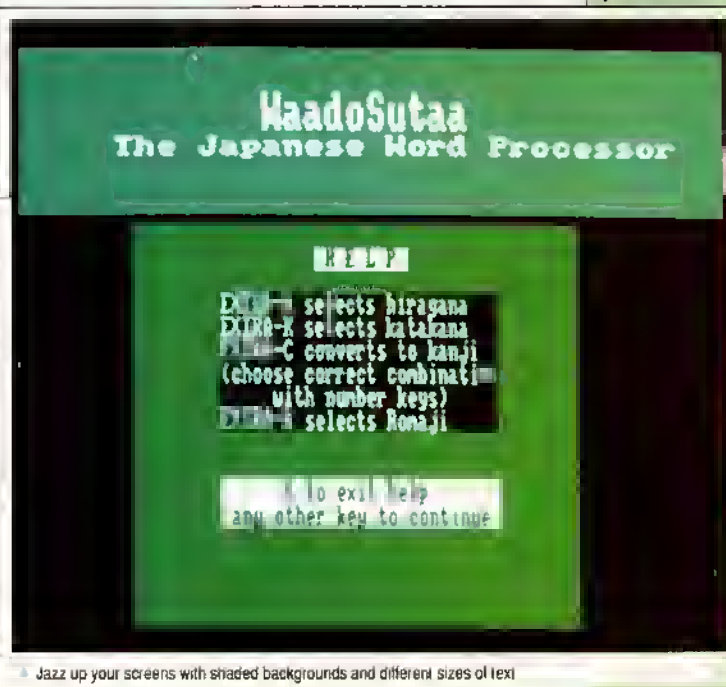 WaadoSutaa
The Japanese Word Processor
HELP
selects hiragana
EXTRA-K selects katakana
EXTRA-C converts to kanji
(choose correct combination
with number keys)
selects Romaji
to exit help
any other key to continue
Jazz up your screens with shaded backgrounds and different sizes of text